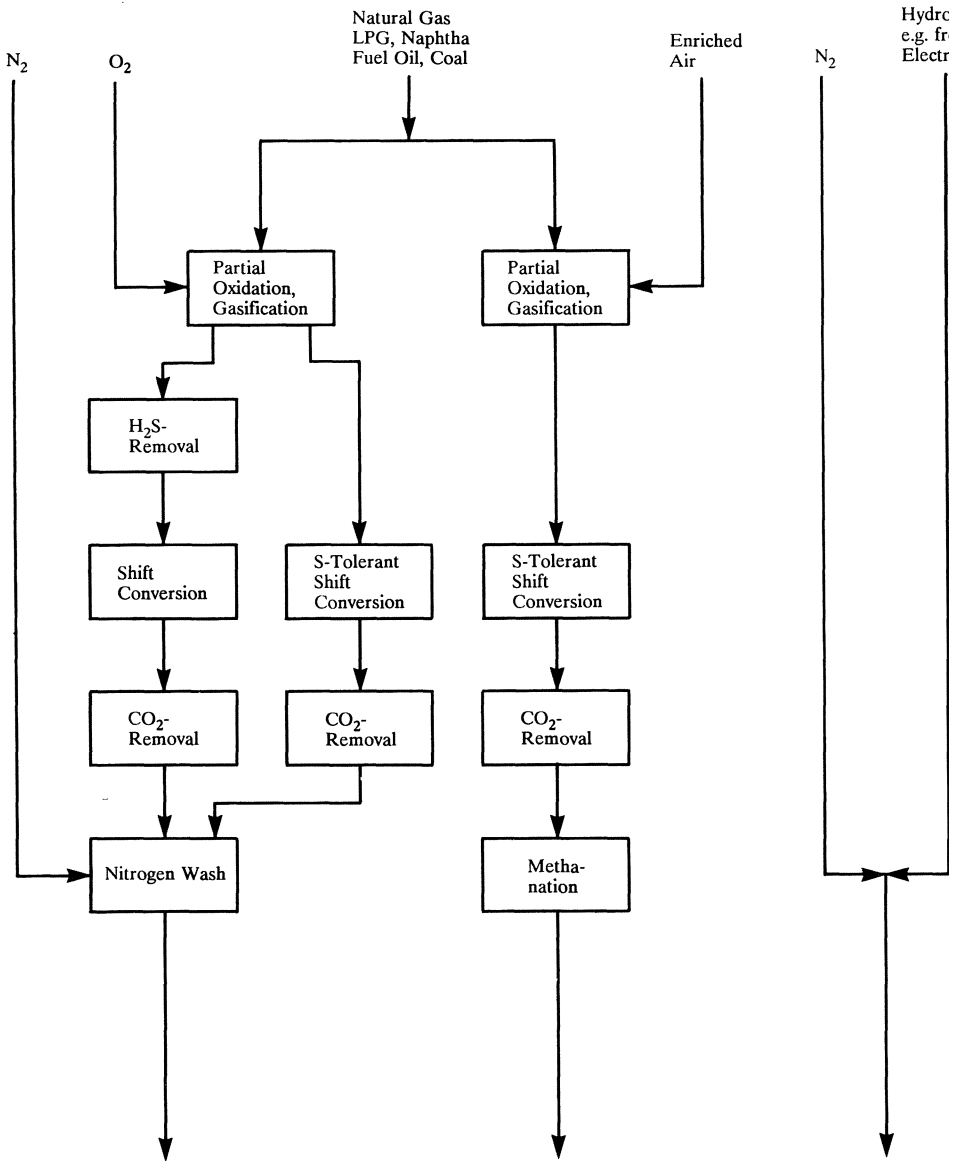 N₂
O₂
Natural Gas
LPG, Naphtha
Fuel Oil, Coal
Enriched
Air
N₂
e.g.
Partial
Oxidation,
Gasification
Partial
Oxidation,
Gasification
H₂S-
Removal
Shift
Conversion
S-Tolerant
Shift
Conversion
S-Tolerant
Shift
Conversion
CO₂-
Removal
CO₂-
Removal
CO₂-
Removal
Nitrogen Wash
Metha-
nation